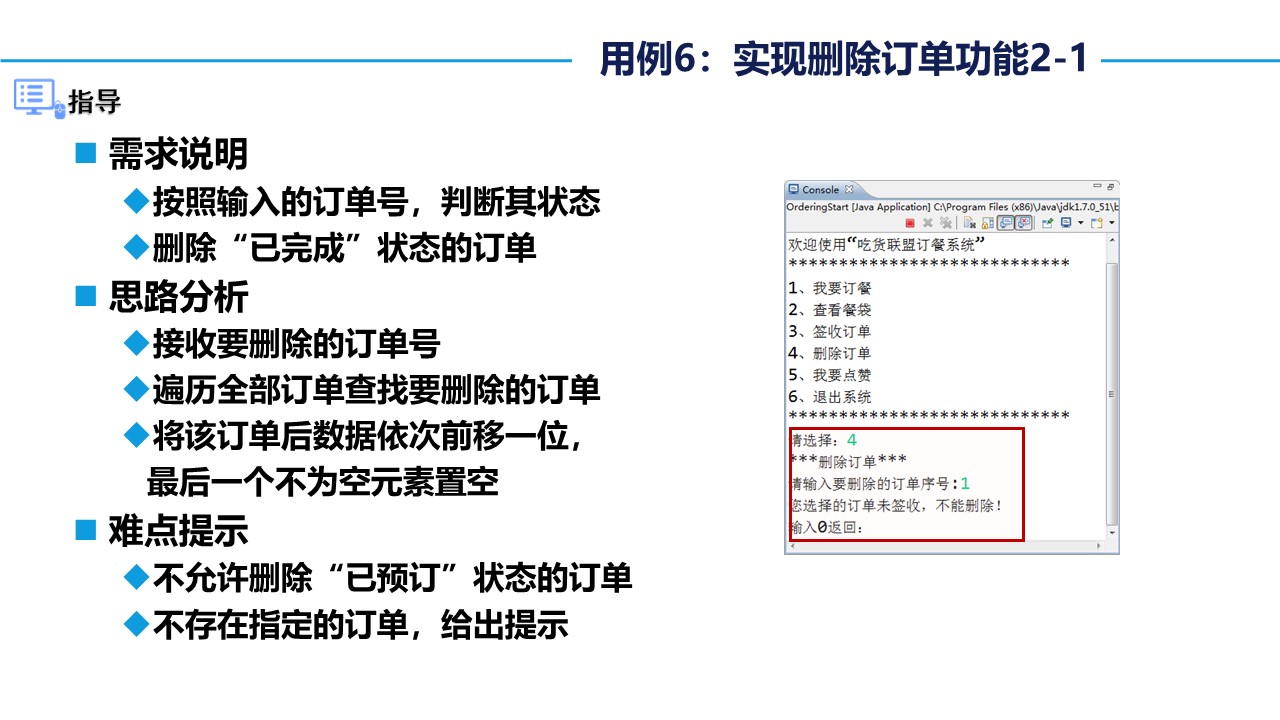 用例6：实现删除订单功能2-1
指导
需求说明
按照输入的订单号，判断其状态
删除“已完成”状态的订单
思路分析
接收要删除的订单号
遍历全部订单查找要删除的订单
将该订单后数据依次前移一位，
最后一个不为空元素置空
难点提示
不允许删除“已预订”状态的订单
不存在指定的订单，给出提示
Console
OrderingStart [Java Application] C:\Program Files (x86)\Java\jdk1.7.0_51\b
欢迎使用“吃货联盟订餐系统”
****************************
1、我要订餐
2、查看餐袋
3、签收订单
4、删除订单
5、我要点赞
6、退出系统
****************************
请选择：4
***删除订单***
请输入要删除的订单序号:1
您选择的订单未签收，不能删除！
输入0返回：